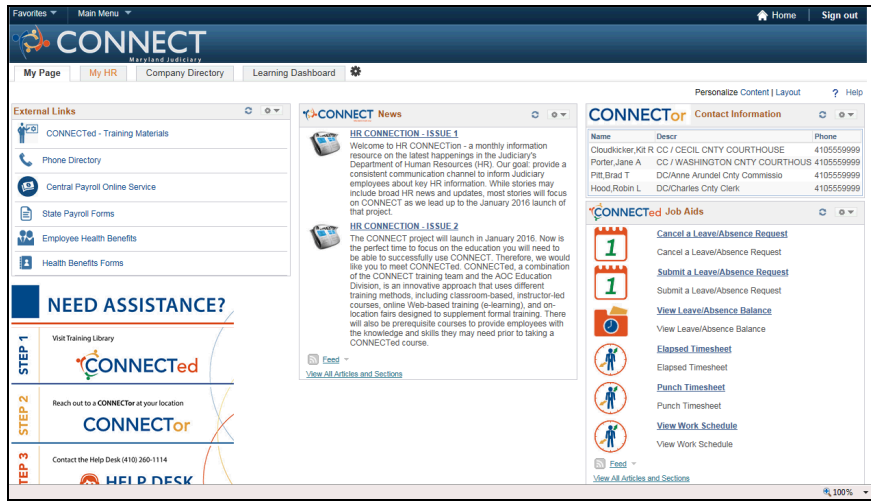 Favorites Main Menu Home Sign out
CONNECT
Maryland Judiciary
My Page My HR Company Directory Learning Dashboard
Personalize Content | Layout ? Help
External Links
CONNECTed - Training Materials
Phone Directory
Central Payroll Online Service
State Payroll Forms
Employee Health Benefits
Health Benefits Forms
NEED ASSISTANCE?
STEP 1
Visit Training Library
CONNECTed
STEP 2
Reach out to a CONNECTor at your location
CONNECTor
STEP 3
Contact the Help Desk (410) 260-1114
HELP DESK
CONNECT News
HR CONNECTION - ISSUE 1
Welcome to HR CONNECTion - a monthly information
resource on the latest happenings in the Judiciary's
Department of Human Resources (HR). Our goal: provide a
consistent communication channel to inform Judiciary
employees about key HR information. While stories may
include broad HR news and updates, most stories will focus
on CONNECT as we lead up to the January 2016 launch of
that project.
HR CONNECTION - ISSUE 2
The CONNECT project will launch in January 2016. Now is
the perfect time to focus on the education you will need to
be able to successfully use CONNECT. Therefore, we would
like you to meet CONNECTed. CONNECTed, a combination
of the CONNECT training team and the AOC Education
Division, is an innovative approach that uses different
training methods, including classroom-based, instructor-led
courses, online Web-based training (e-learning), and on-
location fairs designed to supplement formal training. There
will also be prerequisite courses to provide employees with
the knowledge and skills they may need prior to taking a
CONNECTed course.
Feed
View All Articles and Sections
CONNECTor Contact Information
Name Descr Phone
Cloudkicker,Kit R CC / CECIL CNTY COURTHOUSE 4105559999
Porter,Jane A CC / WASHINGTON CNTY COURTHOUS 4105559999
Pitt,Brad T DC/Anne Arundel Cnty Commissio 4105559999
Hood,Robin L DC/Charles Cnty Clerk 4105559999
CONNECTed Job Aids
1
Cancel a Leave/Absence Request
Cancel a Leave/Absence Request
1
Submit a Leave/Absence Request
Submit a Leave/Absence Request
View Leave/Absence Balance
View Leave/Absence Balance
Elapsed Timesheet
Elapsed Timesheet
Punch Timesheet
Punch Timesheet
View Work Schedule
View Work Schedule
Feed
View All Articles and Sections
100%